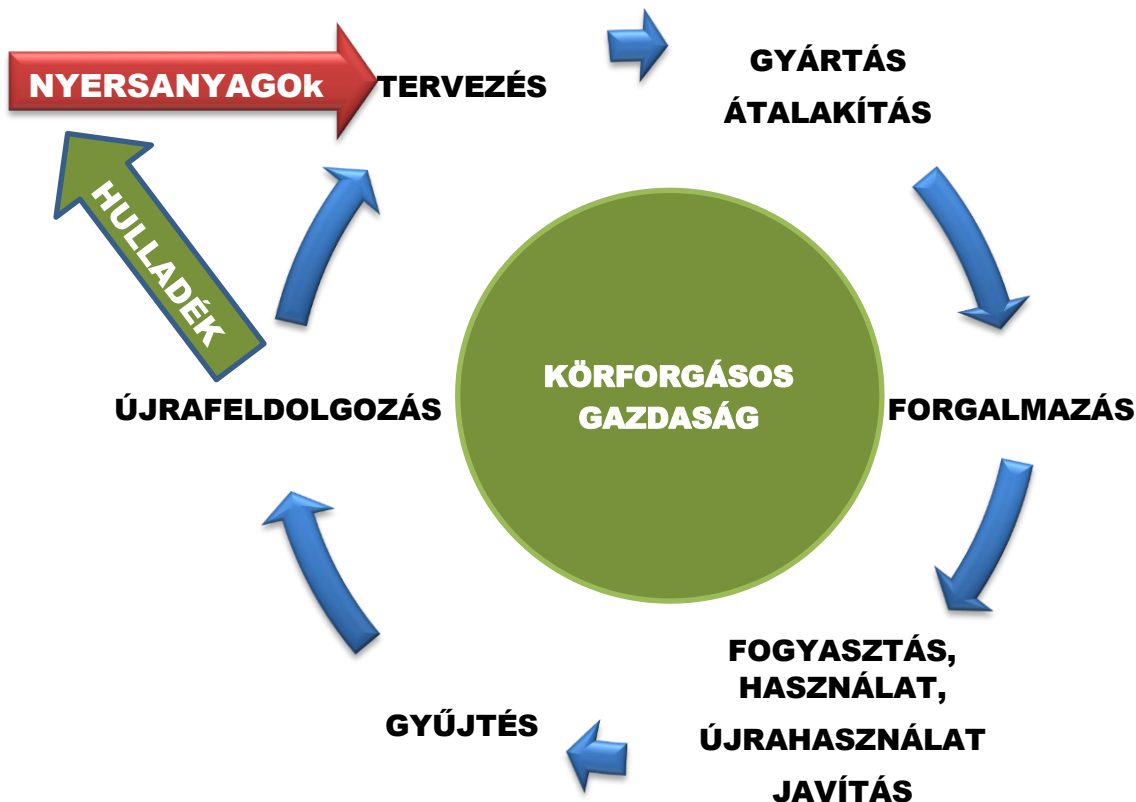 NYERSANYAGOk
TERVEZÉS
GYÁRTÁS
ÁTALAKÍTÁS
HULLADÉK
KÖRFORGÁSOS
GAZDASÁG
ÚJRAFELDOLGOZÁS
FORGALMAZÁS
FOGYASZTÁS,
HASZNÁLAT,
ÚJRAHASZNÁLAT
JAVÍTÁS
GYŰJTÉS